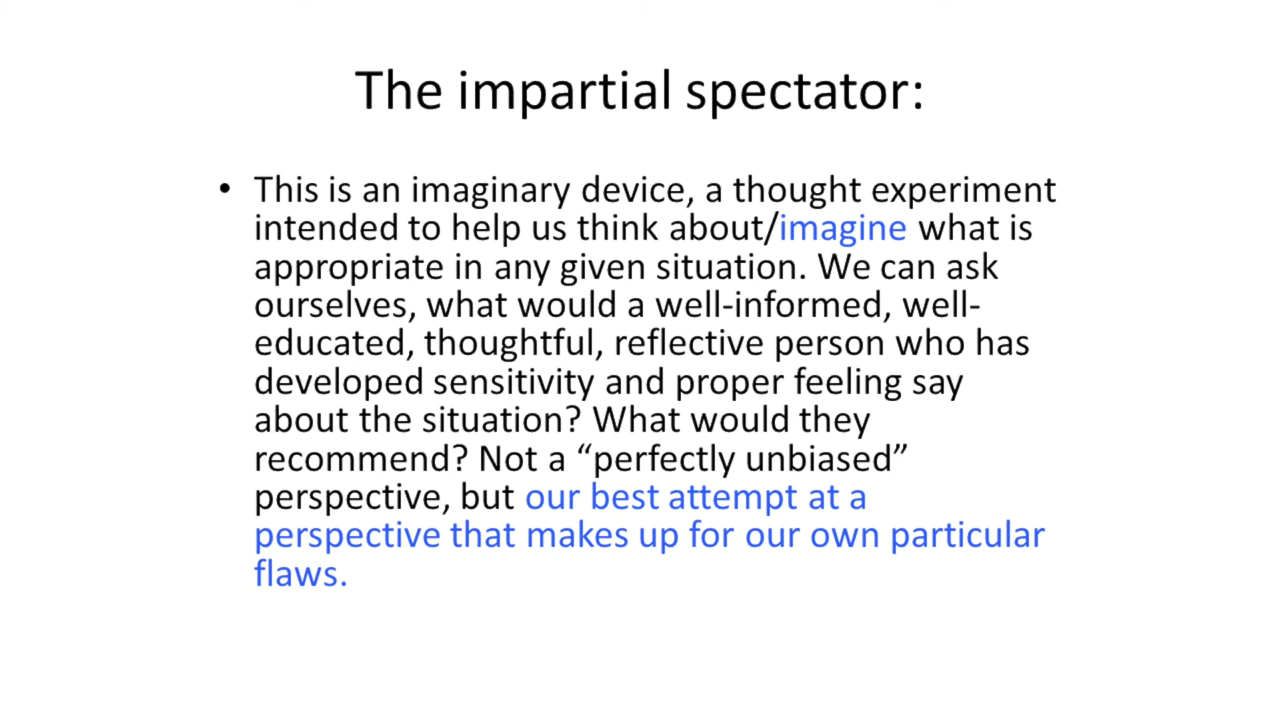 The impartial spectator:
• This is an imaginary device, a thought experiment
intended to help us think about/imagine what is
appropriate in any given situation. We can ask
ourselves, what would a well-informed, well-
educated, thoughtful, reflective person who has
developed sensitivity and proper feeling say
about the situation? What would they
recommend? Not a “perfectly unbiased”
perspective, but our best attempt at a
perspective that makes up for our own particular
flaws.